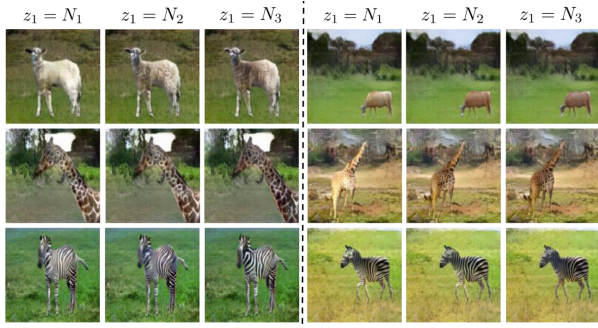 z₁ = N₁ z₁ = N₂ z₁ = N₃ z₁ = N₁ z₁ = N₂ z₁ = N₃